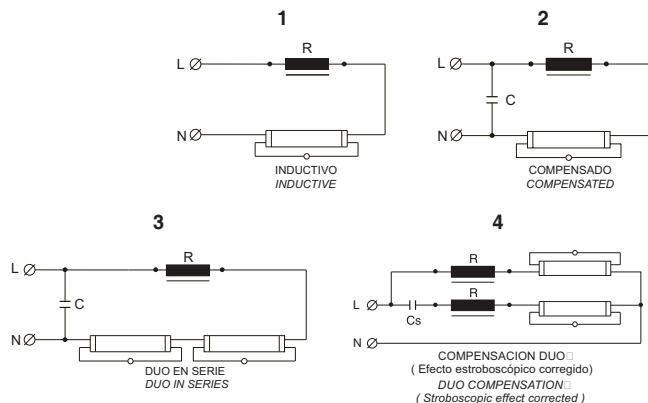 1
R
L
N
INDUCTIVO
INDUCTIVE
2
R
L
C
N
COMPENSADO
COMPENSATED
3
R
L
C
N
DUO EN SERIE
DUO IN SERIES
4
R
L
R
Cs
N
COMPENSACION DUO□
( Efecto estroboscópico corregido)
DUO COMPENSATION□
( Stroboscopic effect corrected )